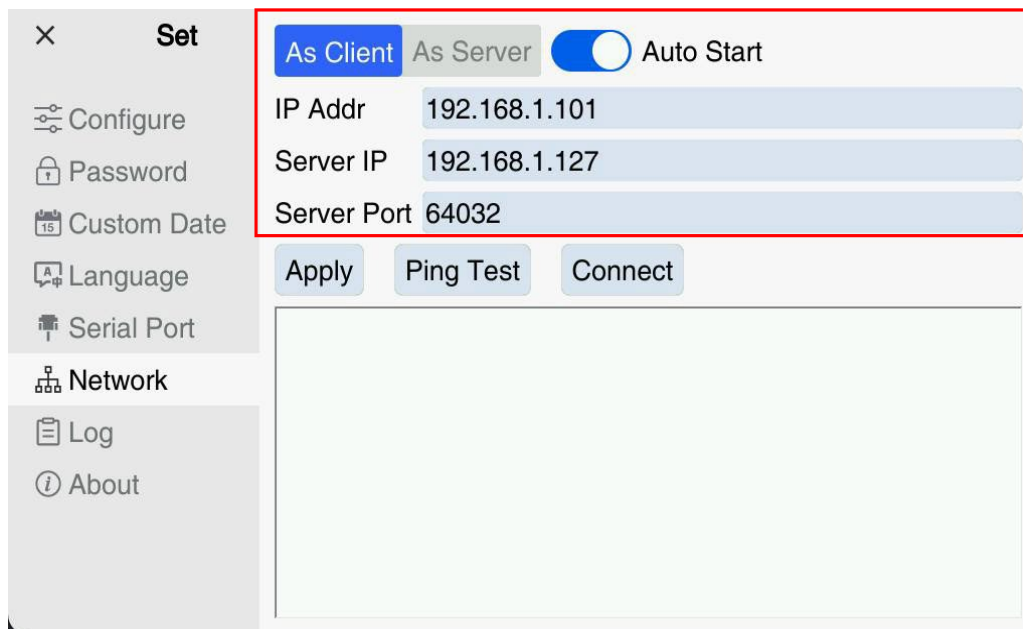 × Set
Configure
Password
15 Custom Date
A Language
Serial Port
Network
Log
i About
As Client As Server Auto Start
IP Addr 192.168.1.101
Server IP 192.168.1.127
Server Port 64032
Apply Ping Test Connect